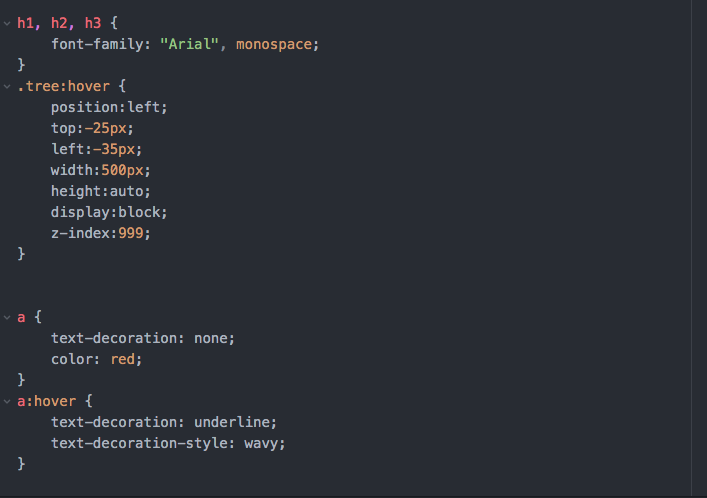 h1, h2, h3 {
    font-family: "Arial", monospace;
}
.tree:hover {
    position:left;
    top:-25px;
    left:-35px;
    width:500px;
    height:auto;
    display:block;
    z-index:999;
}
a {
    text-decoration: none;
    color: red;
}
a:hover {
    text-decoration: underline;
    text-decoration-style: wavy;
}